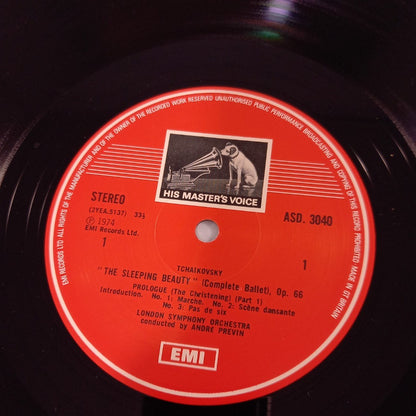 EMI RECORDS LTD ALL RIGHTS OF THE MANUFACTURER AND OF THE OWNER OF THE RECORDED WORK RESERVED UNAUTHORISED PUBLIC PERFORMANCE BROADCASTING AND COPYING OF THIS RECORD PROHIBITED MADE IN GT BRITAIN
HIS MASTER'S VOICE
STEREO
(2YEA.5137) 33⅓
Ⓟ 1974
EMI Records Ltd.
ASD. 3040
1
1
TCHAIKOVSKY
"THE SLEEPING BEAUTY" (Complete Ballet), Op. 66
PROLOGUE (The Christening) (Part 1)
Introduction. No. 1: Marche. No. 2: Scène dansante
No. 3: Pas de six
LONDON SYMPHONY ORCHESTRA
conducted by ANDRÉ PREVIN
EMI